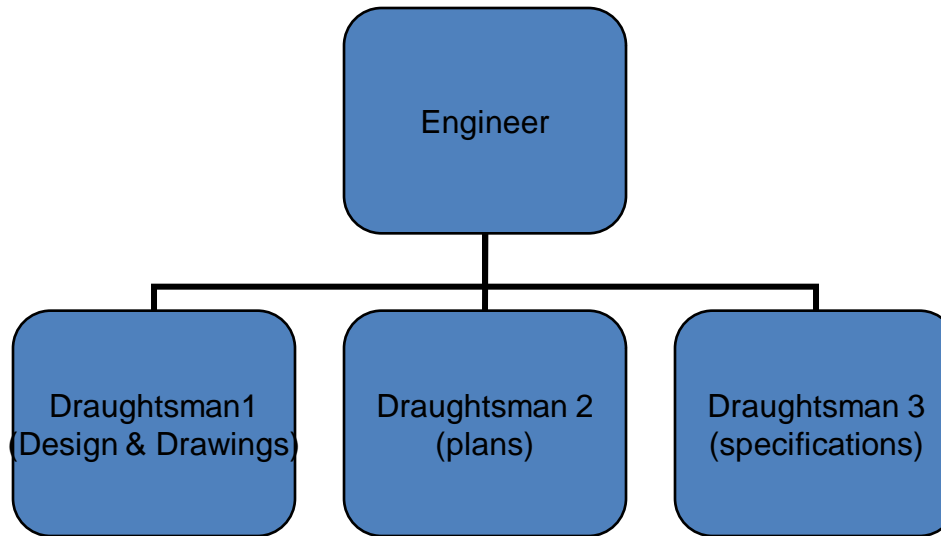 Engineer
Draughtsman1
(Design & Drawings)
Draughtsman 2
(plans)
Draughtsman 3
(specifications)